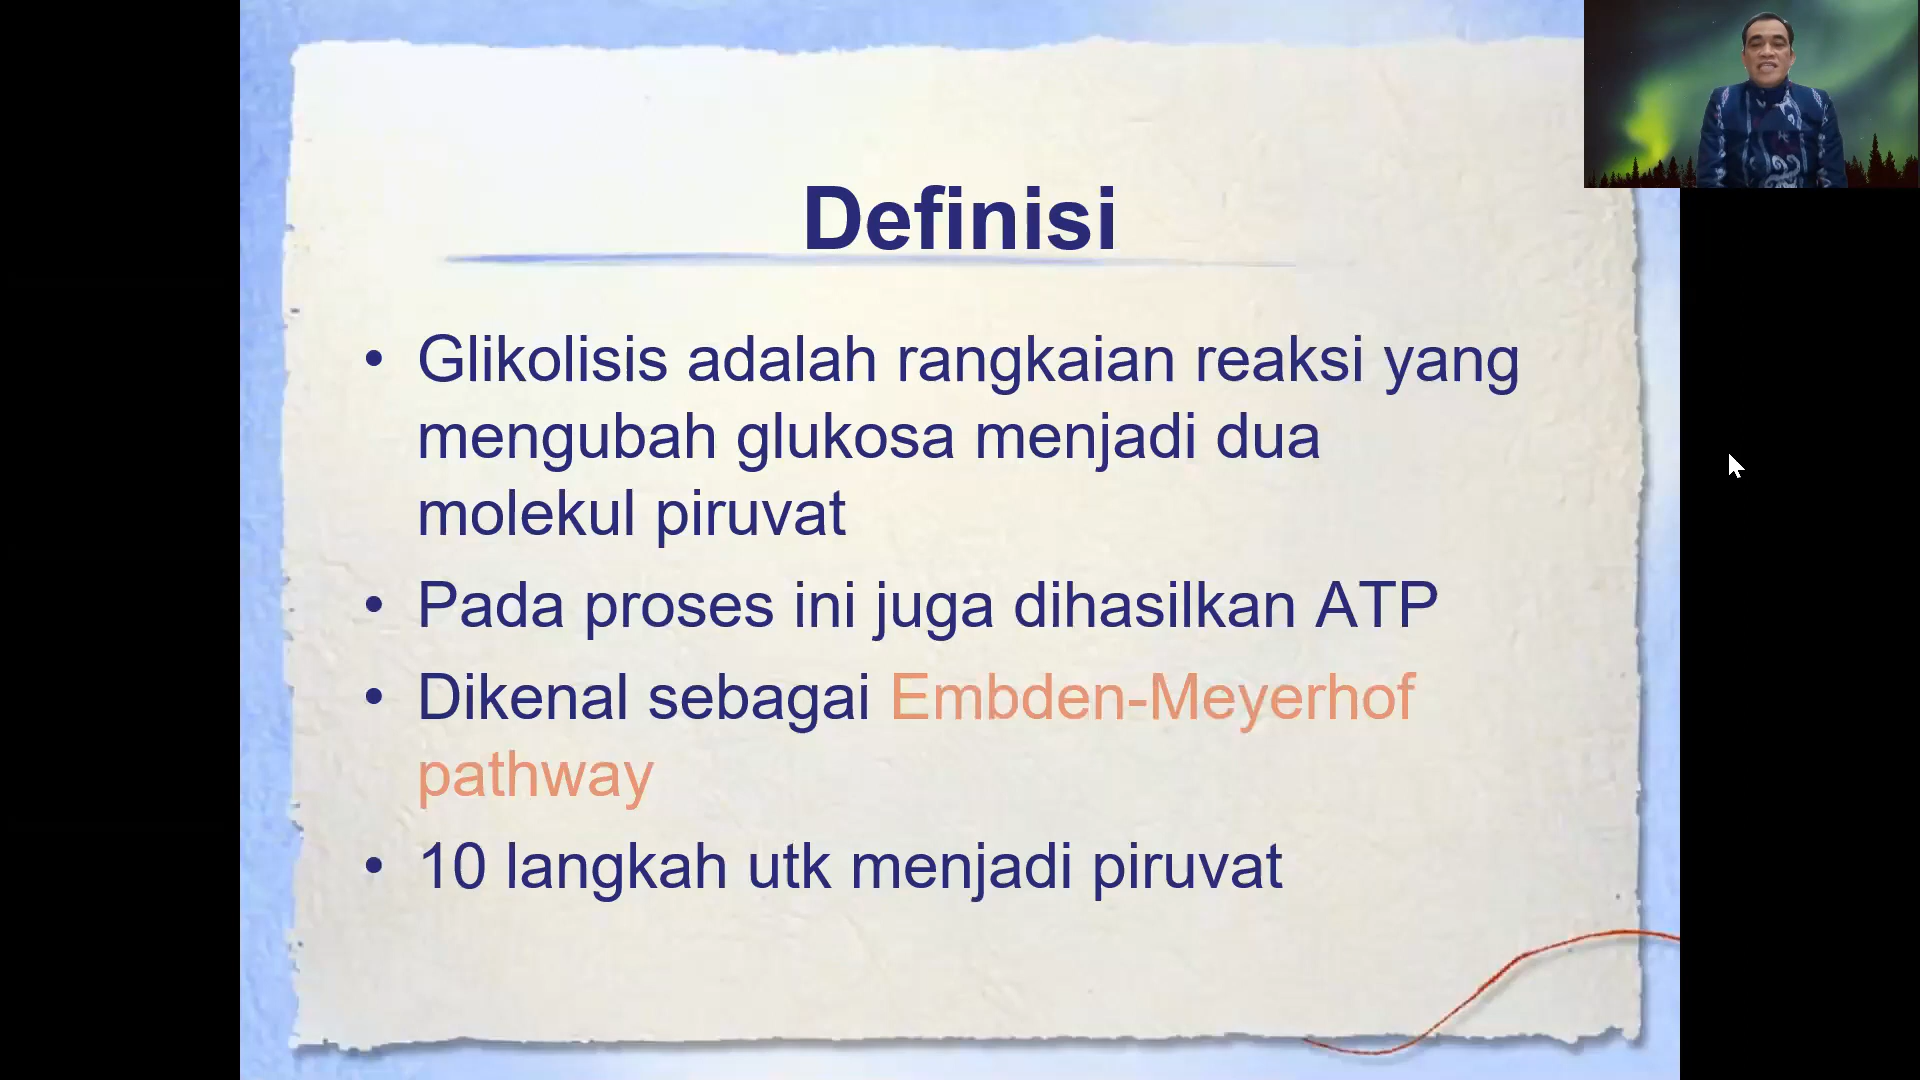 Definisi
• Glikolisis adalah rangkaian reaksi yang
mengubah glukosa menjadi dua
molekul piruvat
• Pada proses ini juga dihasilkan ATP
• Dikenal sebagai Embden-Meyerhof
pathway
• 10 langkah utk menjadi piruvat